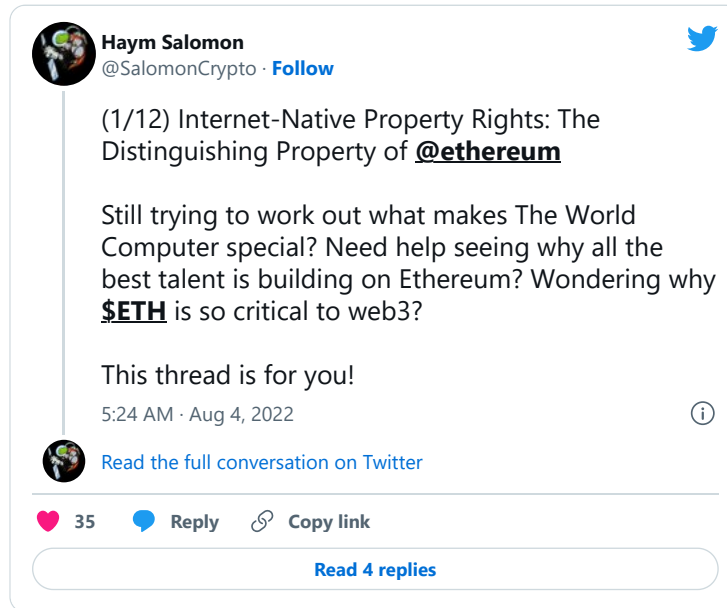 Haym Salomon
@SalomonCrypto · Follow
(1/12) Internet-Native Property Rights: The
Distinguishing Property of @ethereum
Still trying to work out what makes The World
Computer special? Need help seeing why all the
best talent is building on Ethereum? Wondering why
$ETH is so critical to web3?
This thread is for you!
5:24 AM · Aug 4, 2022
Read the full conversation on Twitter
35 Reply Copy link
Read 4 replies